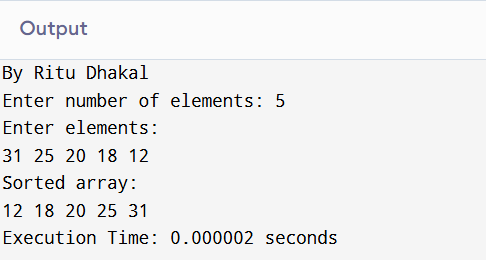 Output
By Ritu Dhakal
Enter number of elements: 5
Enter elements:
31 25 20 18 12
Sorted array:
12 18 20 25 31
Execution Time: 0.000002 seconds